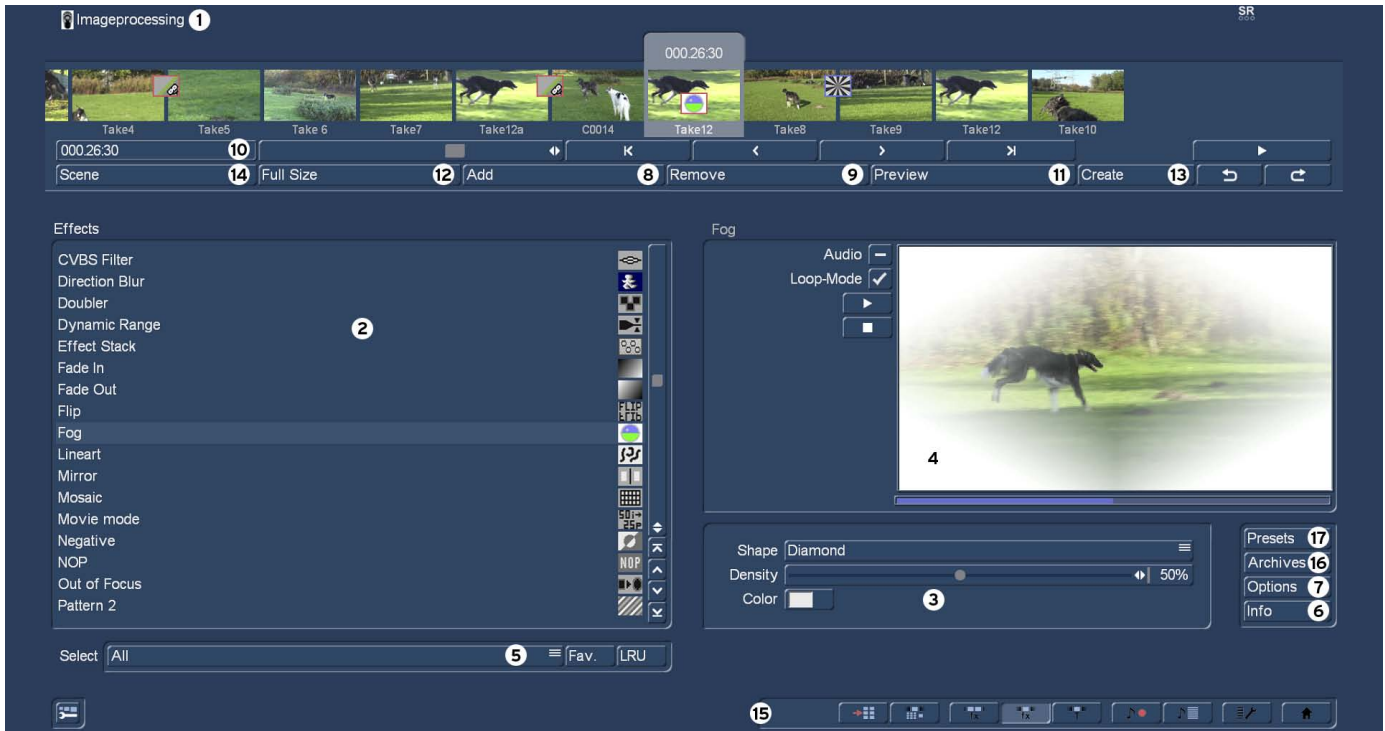 Imageprocessing 1
SR
000.26:30
Take4 Take5 Take 6 Take7 Take12a C0014 Take12 Take8 Take9 Take12 Take10
000.26:30 10
Scene 14 Full Size 12 Add 8 Remove 9 Preview 11 Create 13
Effects
CVBS Filter
Direction Blur
Doubler
Dynamic Range 2
Effect Stack
Fade In
Fade Out
Flip
FLIP
Fog
Lineart
Mirror
Mosaic
Movie mode
50i→
25P
Negative
NOP NOP
Out of Focus
Pattern 2
Select All 5 Fav. LRU
Fog
Audio
Loop-Mode
4
Shape Diamond
Density 50%
Color 3
Presets 17
Archives 16
Options 7
Info 6
15